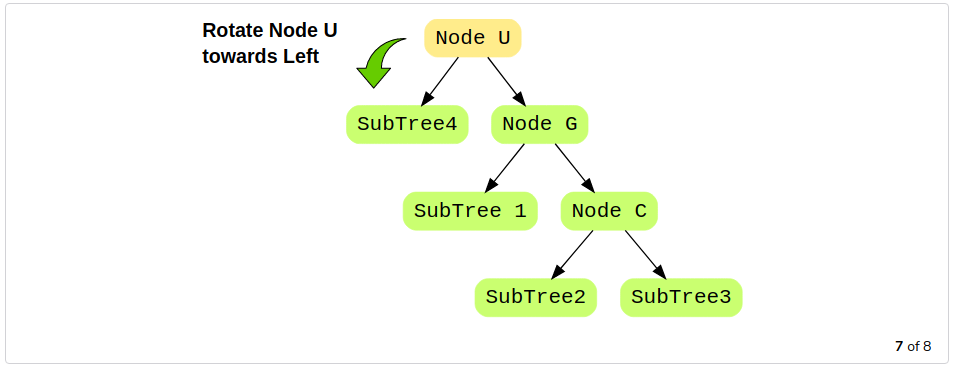 Rotate Node U
towards Left
Node U
SubTree4
Node G
SubTree 1
Node C
SubTree2
SubTree3
7 of 8